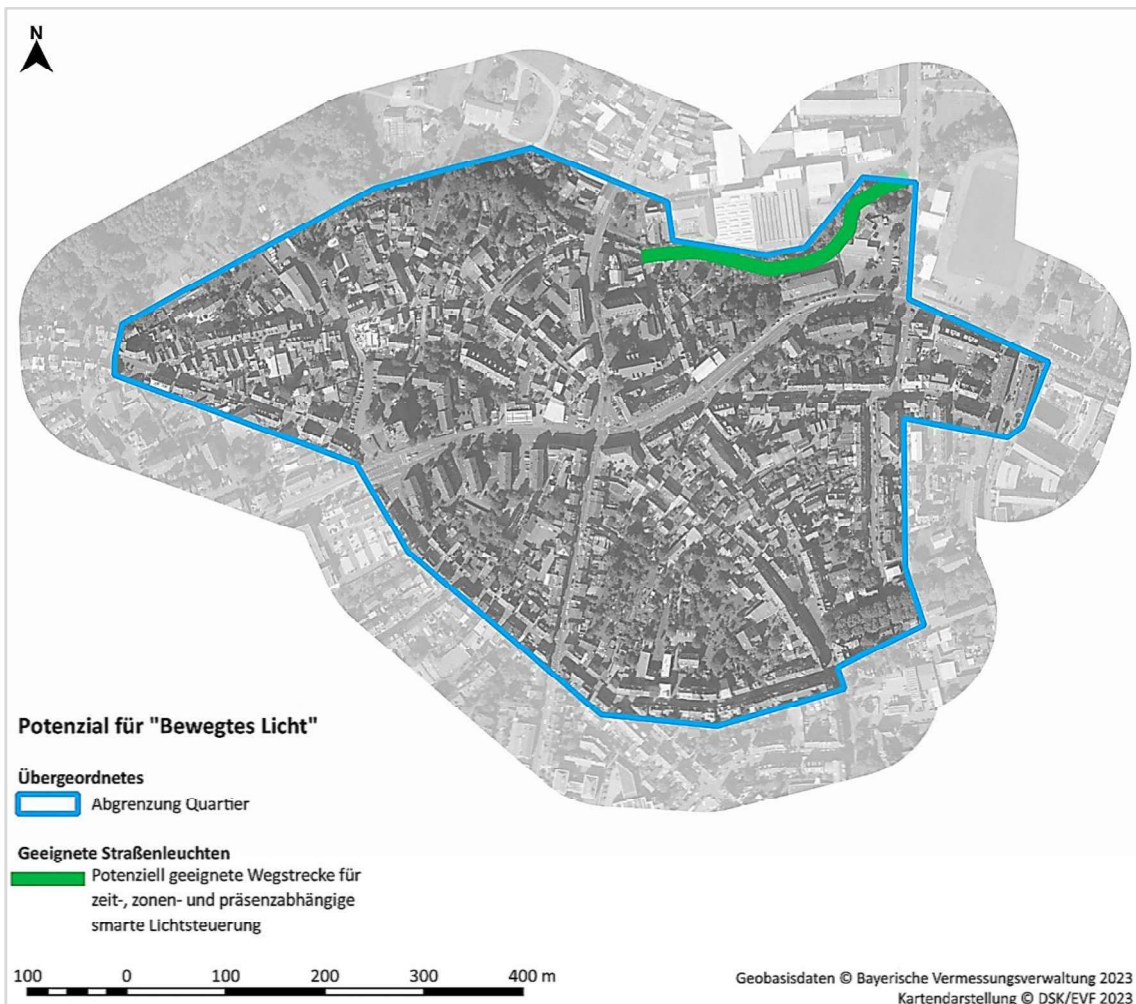 N
Potenzial für "Bewegtes Licht"
Übergeordnetes
Abgrenzung Quartier
Geeignete Straßenleuchten
Potenziell geeignete Wegstrecke für
zeit-, zonen- und präsenzabhängige
smarte Lichtsteuerung
100 0 100 200 300 400 m
Geobasisdaten © Bayerische Vermessungsverwaltung 2023
Kartendarstellung © DSK/EVF 2023